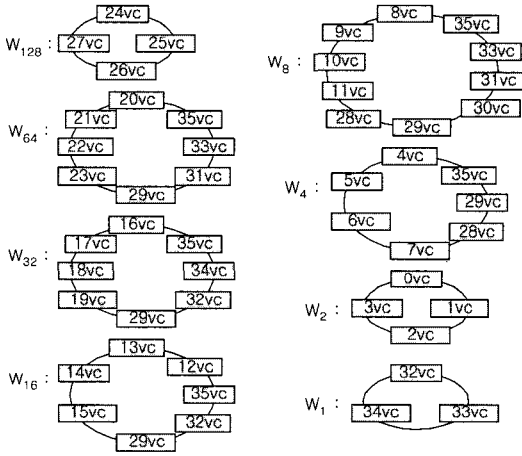 W128 :
24vc
27vc
25vc
26vc
W64 :
20vc
21vc
35vc
22vc
33vc
23vc
31vc
29vc
W32 :
16vc
17vc
35vc
18vc
34vc
19vc
32vc
29vc
W16 :
13vc
14vc
12vc
35vc
15vc
32vc
29vc
W8 :
8vc
9vc
35vc
10vc
33vc
11vc
31vc
28vc
30vc
29vc
W4 :
4vc
5vc
35vc
29vc
6vc
28vc
7vc
W2 :
0vc
3vc
1vc
2vc
W1 :
32vc
34vc
33vc